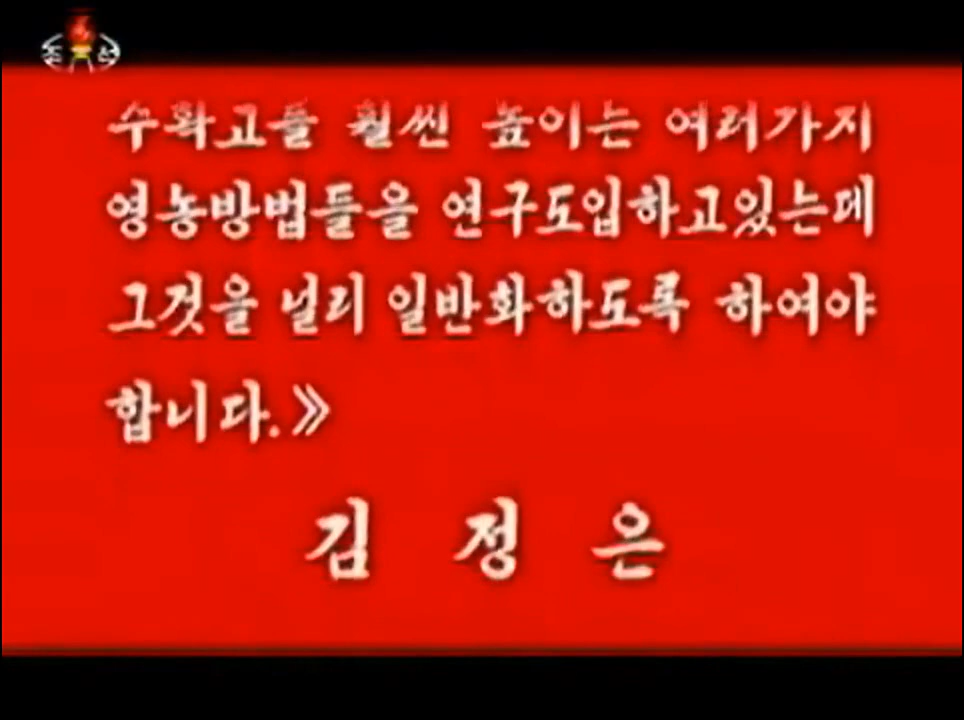 조선
수확고를 훨씬 높이는 여러가지
영농방법들을 연구도입하고있는데
그것을 널리 일반화하도록 하여야
합니다.》
김 정 은